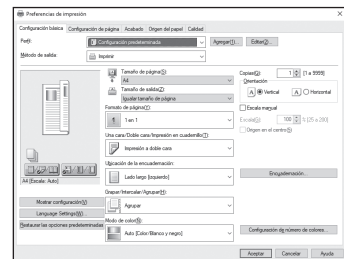 Preferencias de impresión
Configuración básica Configuración de página Acabado Origen del papel Calidad
Perfil: Configuración predeterminada Agregar(1)... Editar(2)...
Método de salida: Imprimir
Tamaño de página(S):
A4
Tamaño de salida(Z):
Igualar tamaño de página
Formato de página(Y):
1 en 1
Una cara/Doble cara/Impresión en cuadernillo(T):
Impresión a doble cara
Ubicación de la encuadernación:
Lado largo [Izquierdo]
Grapar/Intercalar/Agrupar(H):
Agrupar
Modo de color(N):
Auto [Color/Blanco y negro]
Copias(Q): 1 [1 a 9999]
Orientación
A Vertical A Horizontal
Escala manual
Escala(G): 100 % [25 a 200]
Origen en el centro(5)
Encuadernación...
Configuración de número de colores...
A4 [Escala: Auto]
Mostrar configuración(V)
Language Settings(W)...
Restaurar las opciones predeterminadas
Aceptar Cancelar Ayuda